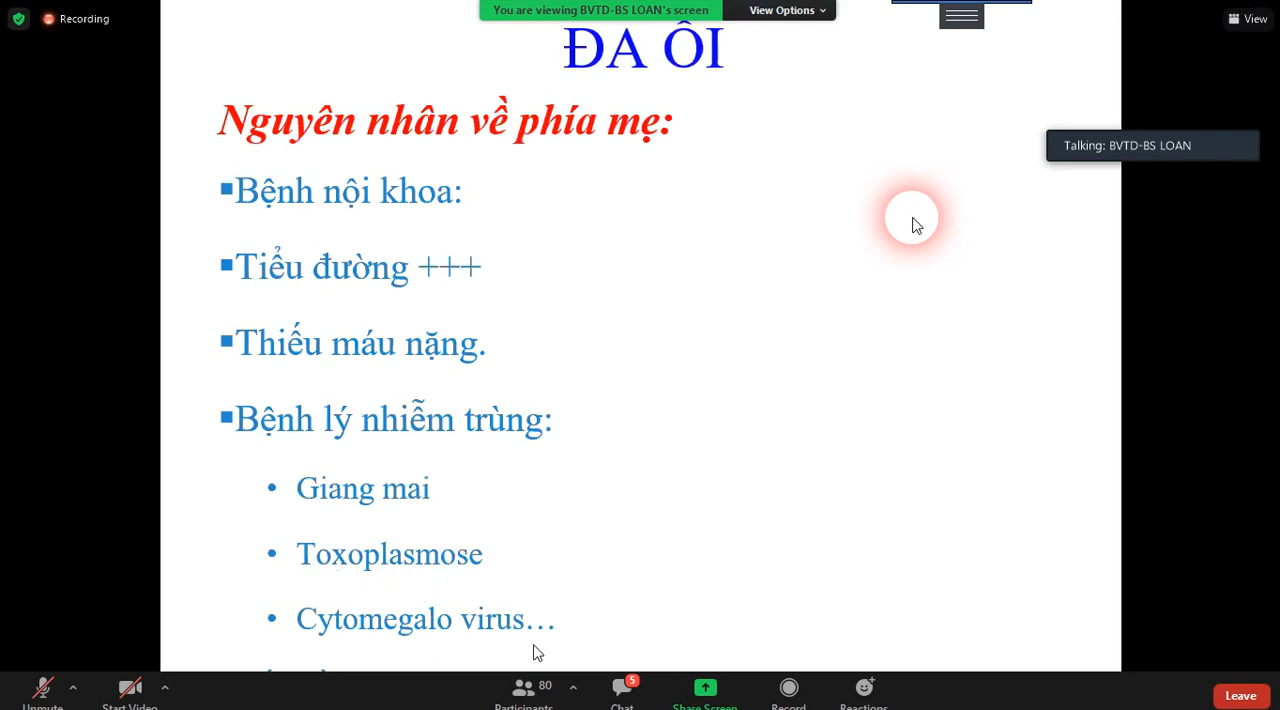 You are viewing BVTD-BS LOAN's screen
View Options
Recording
View
ĐA ỐI
Nguyên nhân về phía mẹ:
Talking: BVTD-BS LOAN
▪Bệnh nội khoa:
▪Tiểu đường +++
▪Thiếu máu nặng.
▪Bệnh lý nhiễm trùng:
• Giang mai
• Toxoplasmose
• Cytomegalo virus…
80
5
Unmute
Start Video
Participants
Chat
Share Screen
Record
Reactions
Leave